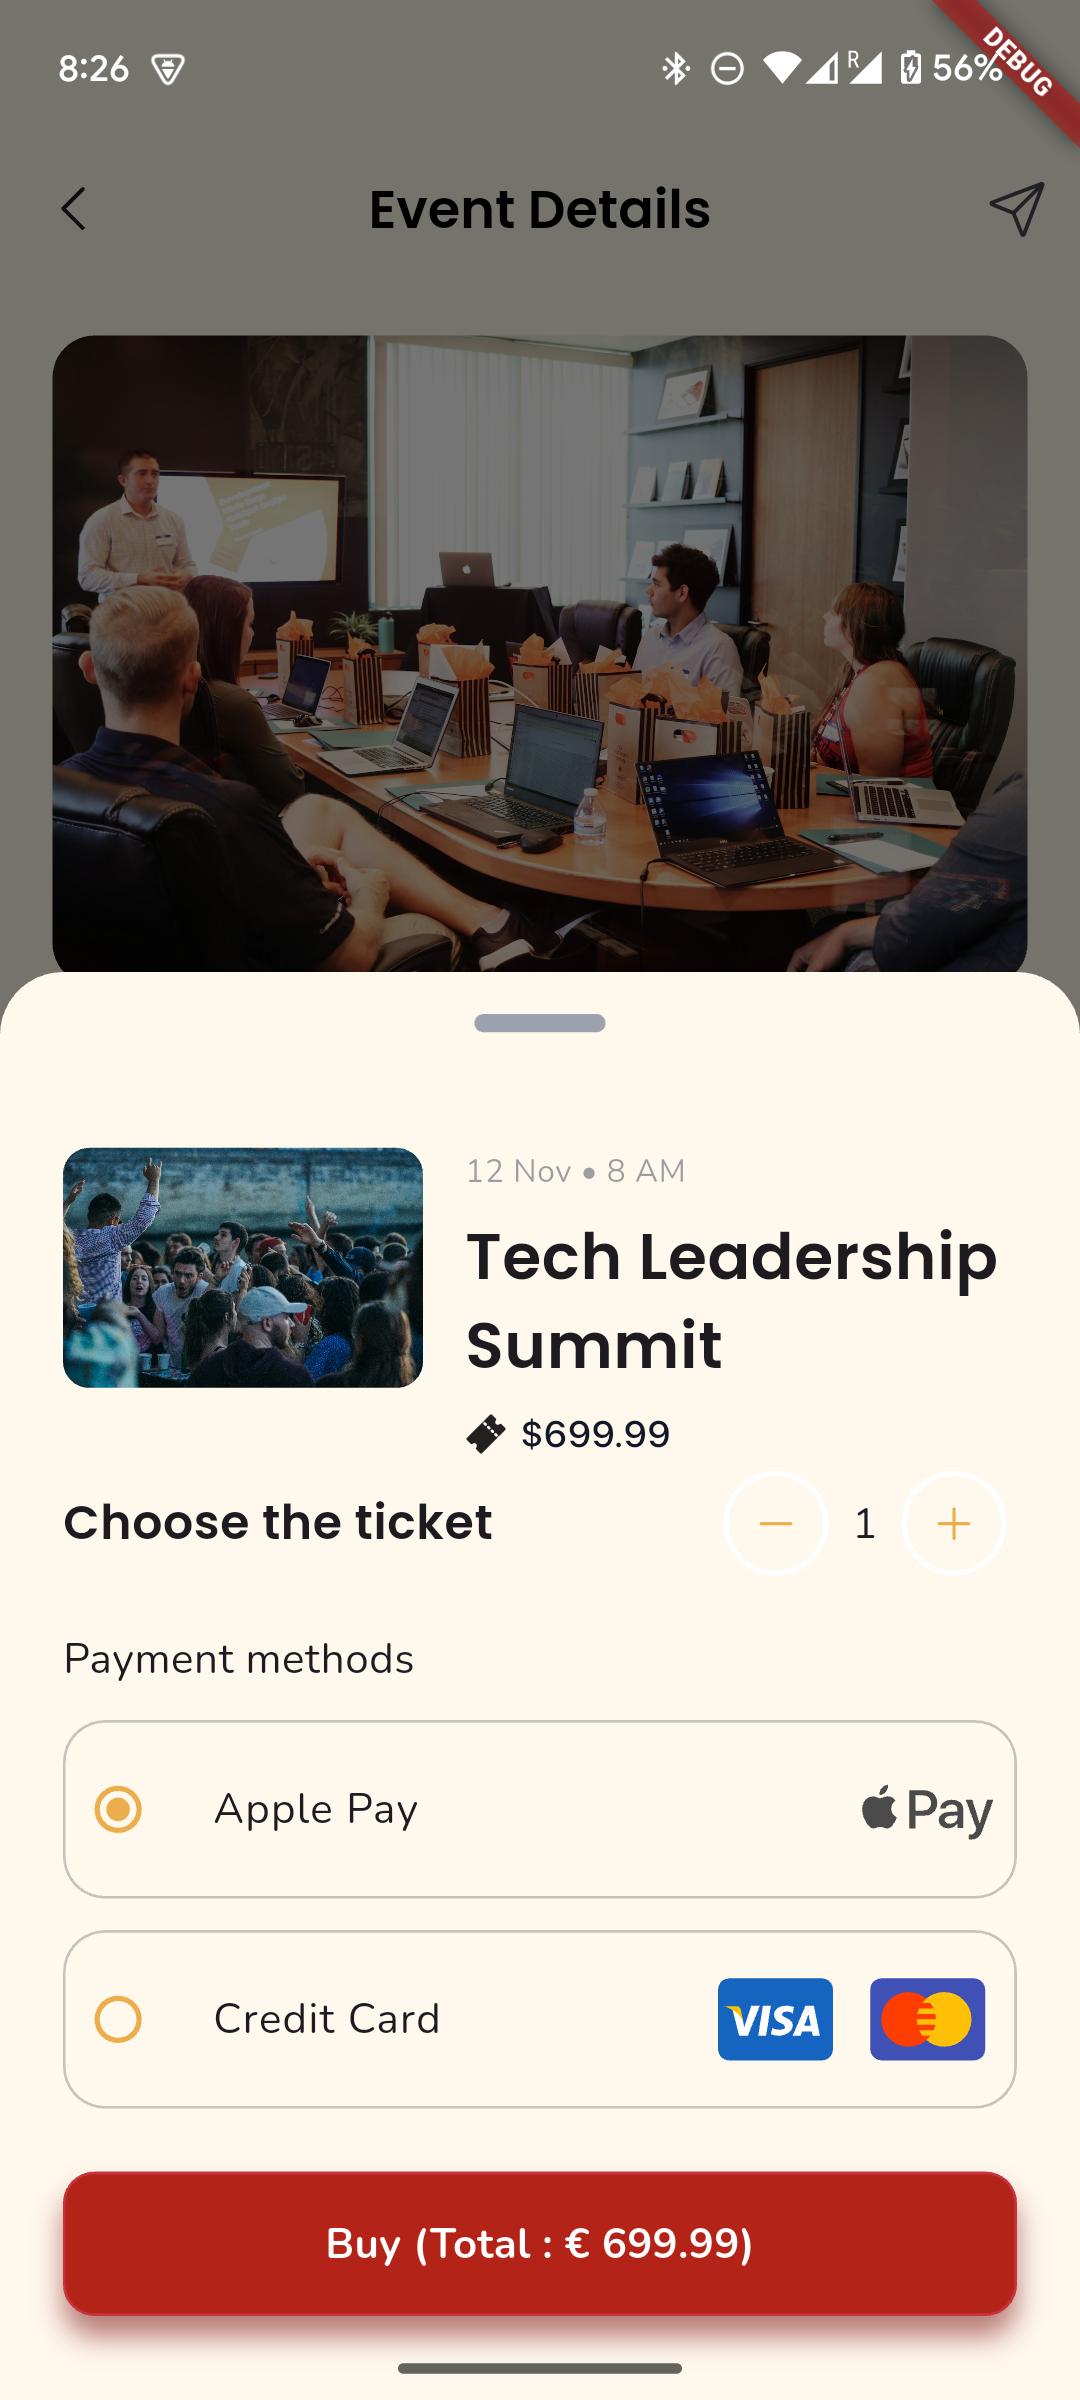 8:26
R
56%
DEBUG
Event Details
12 Nov • 8 AM
Tech Leadership
Summit
$699.99
Choose the ticket
1
Payment methods
Apple Pay
Pay
Credit Card
VISA
Buy (Total : € 699.99)